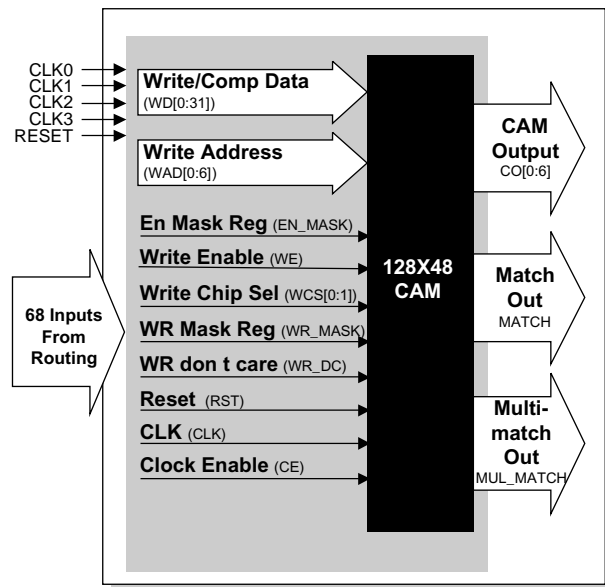 CLK0
CLK1
CLK2
CLK3
RESET
Write/Comp Data
(WD[0:31])
Write Address
(WAD[0:6])
En Mask Reg (EN_MASK)
Write Enable (WE)
Write Chip Sel (WCS[0:1])
WR Mask Reg (WR_MASK)
WR don t care (WR_DC)
Reset (RST)
CLK (CLK)
Clock Enable (CE)
68 Inputs
From
Routing
128X48
CAM
CAM
Output
CO[0:6]
Match
Out
MATCH
Multi-
match
Out
MUL_MATCH